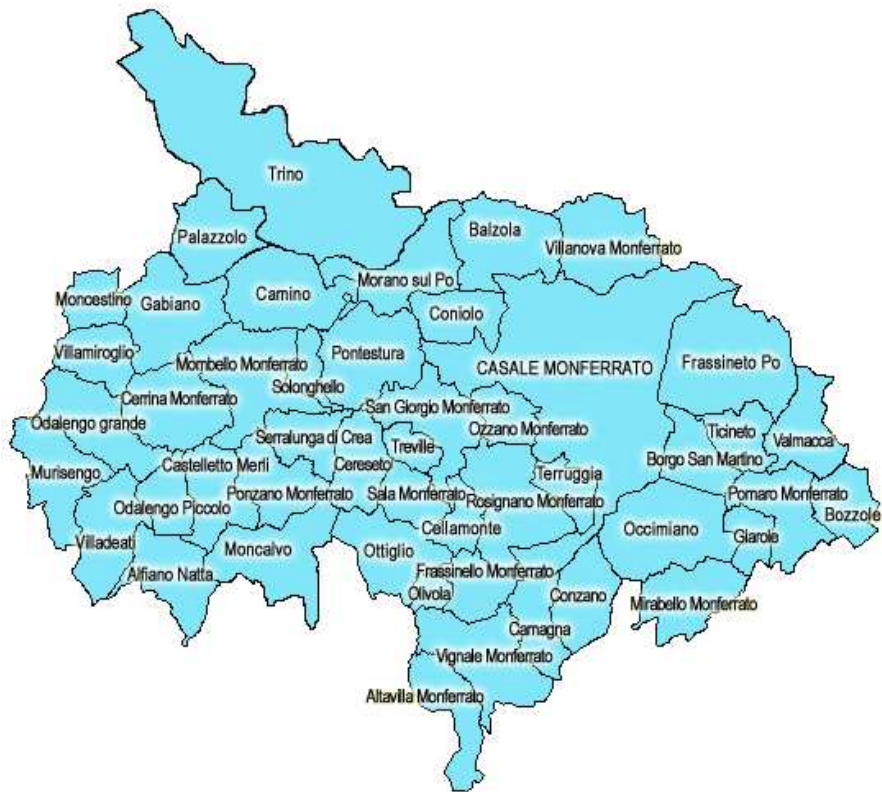 Trino
Palazzolo
Balzola
Villanova Monferrato
Moncestino
Gabiano
Camino
Morano sul Po
Coniolo
Villamiroglio
Mombello Monferrato
Pontestura
CASALE MONFERRATO
Frassineto Po
Solonghello
Cerrina Monferrato
San Giorgio Monferrato
Odalengo grande
Serralunga di Crea
Treville
Ozzano Monferrato
Ticineto
Valmacca
Murisengo
Castelletto Merli
Cereseto
Terruggia
Borgo San Martino
Odalengo Piccolo
Ponzano Monferrato
Sala Monferrato
Rosignano Monferrato
Pomaro Monferrato
Bozzole
Villadeati
Moncalvo
Ottiglio
Cellamonte
Occimiano
Giarole
Alfiano Natta
Frassinello Monferrato
Olivola
Conzano
Mirabello Monferrato
Camagna
Vignale Monferrato
Altavilla Monferrato